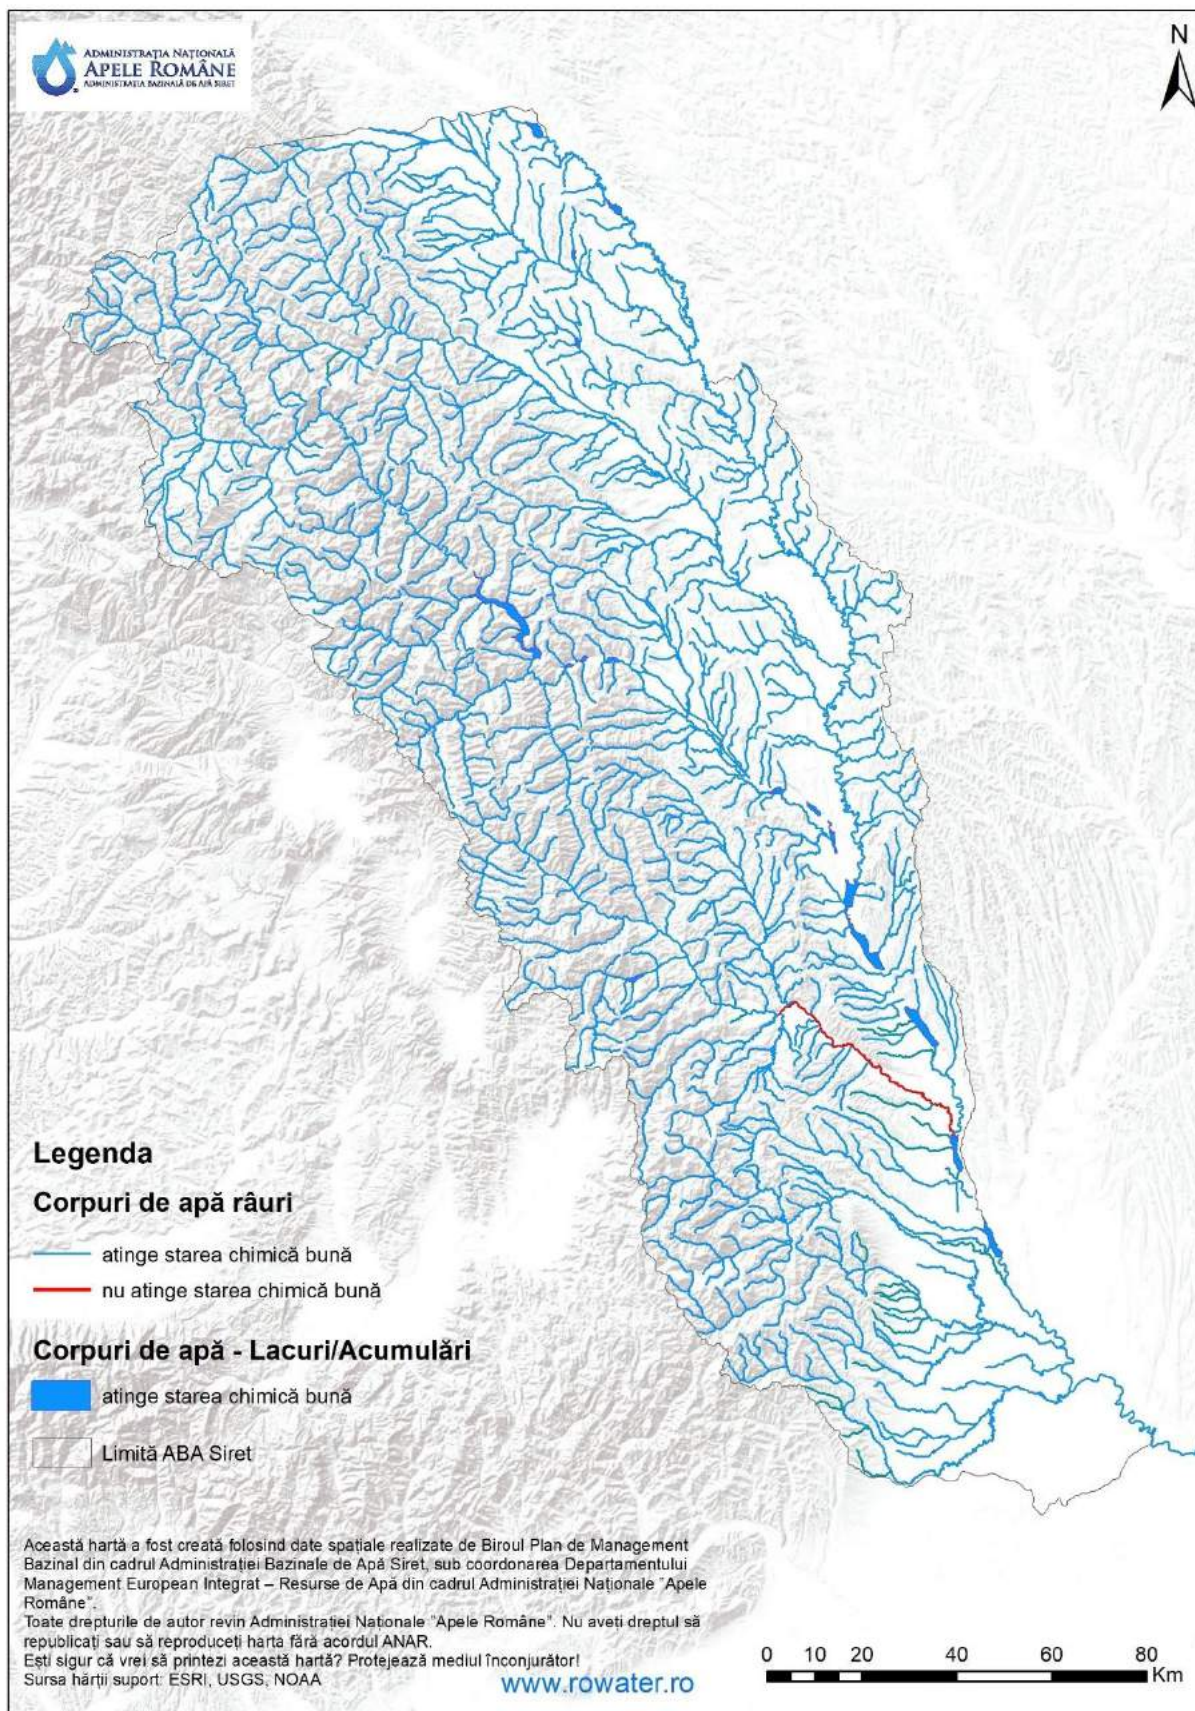 ADMINISTRAȚIA NAȚIONALĂ
APELE ROMÂNE
ADMINISTRAȚIA BAZINALĂ DE APĂ SIRET
N
Legenda
Corpuri de apă râuri
atinge starea chimică bună
nu atinge starea chimică bună
Corpuri de apă - Lacuri/Acumulări
atinge starea chimică bună
Limită ABA Siret
Această hartă a fost creată folosind date spațiale realizate de Biroul Plan de Management
Bazinal din cadrul Administrației Bazinale de Apă Siret, sub coordonarea Departamentului
Management European Integrat – Resurse de Apă din cadrul Administrației Naționale "Apele
Române".
Toate drepturile de autor revin Administrației Naționale "Apele Române". Nu aveți dreptul să
republicați sau să reproduceți harta fără acordul ANAR.
Ești sigur că vrei să printezi această hartă? Protejează mediul înconjurător!
Sursa hărții suport: ESRI, USGS, NOAA
www.rowater.ro
0 10 20 40 60 80
Km